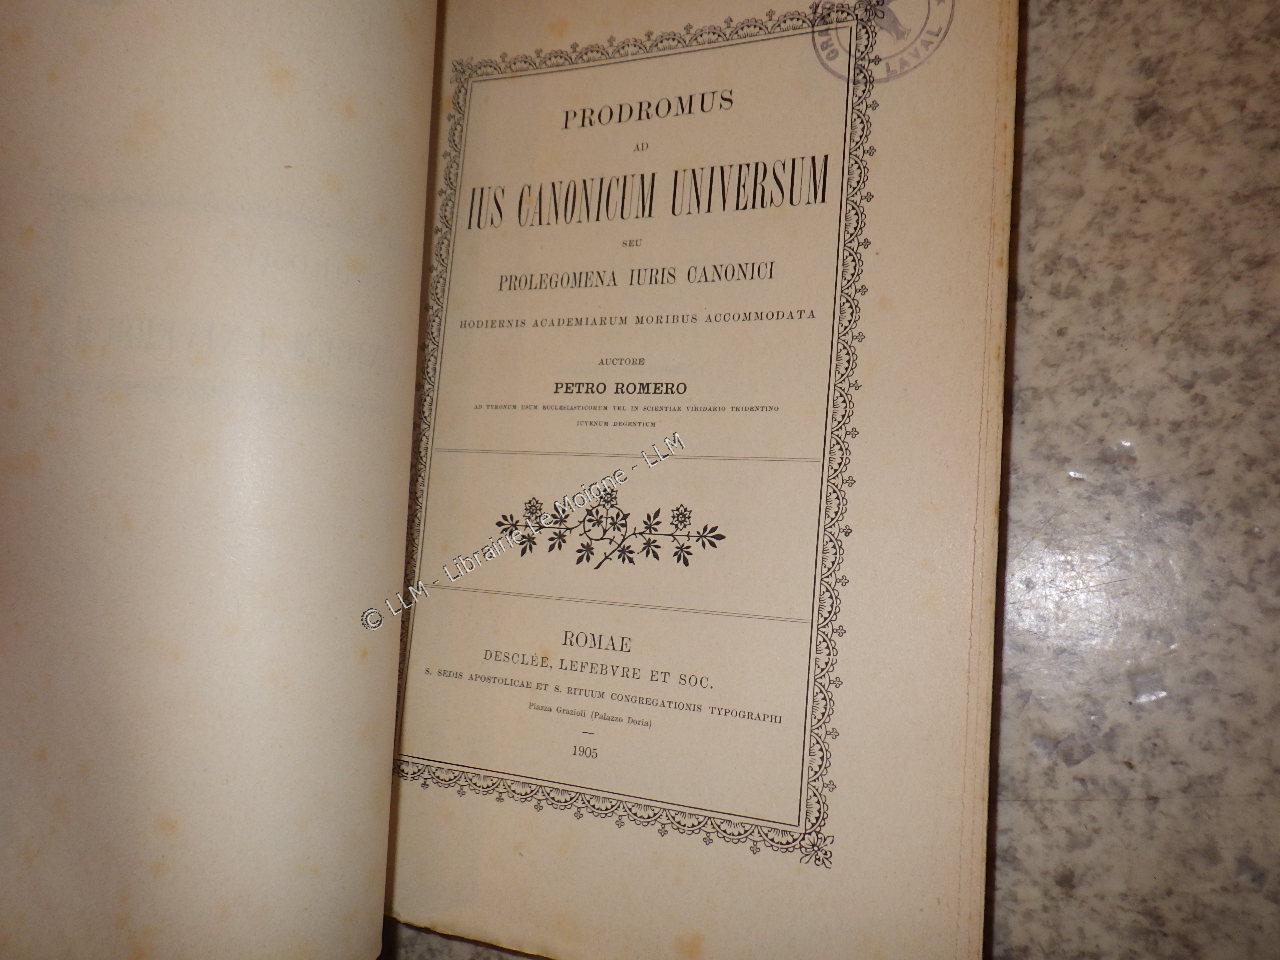 GRA
LAVAL
PRODROMUS
AD
IUS CANONICUM UNIVERSUM
SEU
PROLEGOMENA IURIS CANONICI
HODIERNIS ACADEMIARUM MORIBUS ACCOMMODATA
AUCTORE
PETRO ROMERO
AD TYRONUM USUM ECCLESIASTICORUM VEL IN SCIENTIAE VIRIDARIO TRIDENTINO
IUVENUM DEGENTIUM
© LLM - Librairie Le Moigne - LLM
ROMAE
DESCLÉE, LEFEBVRE ET SOC.
S. SEDIS APOSTOLICAE ET S. RITUUM CONGREGATIONIS TYPOGRAPHI
Piazza Grazioli (Palazzo Doria)
1905